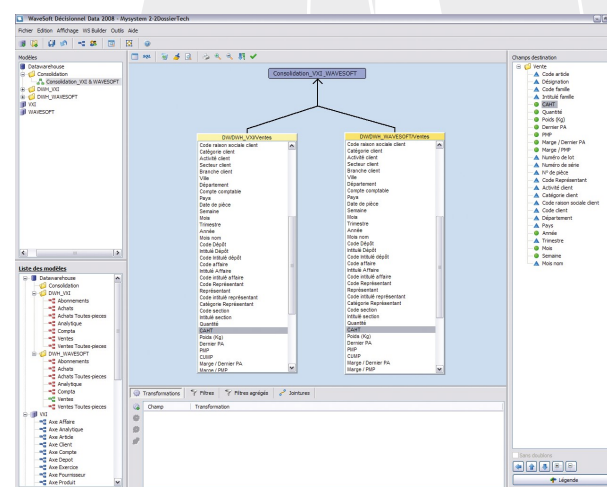 WaveSoft Décisionnel Data 2008 - Mysystem 2-2DossierTech
Fichier Edition Affichage WS Builder Outils Aide
Modèles
Datawarehouse
Consolidation
Consolidation_VXI & WAVESOFT
DWH_VXI
DWH_WAVESOFT
VXI
WAVESOFT
Liste des modèles
Datawarehouse
Consolidation
DWH_VXI
Abonnements
Achats
Achats Toutes-pieces
Analytique
Compta
Ventes
Ventes Toutes-pieces
DWH_WAVESOFT
Abonnements
Achats
Achats Toutes-pieces
Analytique
Compta
Ventes
Ventes Toutes-pieces
VXI
Axe Affaire
Axe Analytique
Axe Article
Axe Client
Axe Compte
Axe Depot
Axe Exercice
Axe Fournisseur
Axe Produit
Consolidation_VXI_WAVESOFT
DWDWH_VXI/Ventes
Code raison sociale client
Catégorie client
Activité client
Secteur client
Branche client
Ville
Département
Compte comptable
Pays
Date de pièce
Semaine
Mois
Trimestre
Année
Mois nom
Code Dépôt
Intitulé Dépôt
Code intitulé dépôt
Code affaire
Intitulé Affaire
Code intitulé affaire
Code Représentant
Représentant
Code intitulé représentant
Catégorie Représentant
Code section
Intitulé section
Quantité
CAHT
Poids (Kg)
Dernier PA
PMP
CUMP
Marge / Dernier PA
Marge / PMP
DWDWH_WAVESOFT/Ventes
Code raison sociale client
Catégorie client
Activité client
Secteur client
Branche client
Ville
Département
Compte comptable
Pays
Date de pièce
Semaine
Mois
Trimestre
Année
Mois nom
Code Dépôt
Intitulé Dépôt
Code intitulé dépôt
Code affaire
Intitulé Affaire
Code intitulé affaire
Code Représentant
Représentant
Code intitulé représentant
Catégorie Représentant
Code section
Intitulé section
Quantité
CAHT
Poids (Kg)
Dernier PA
PMP
CUMP
Marge / Dernier PA
Marge / PMP
Transformations Filtres Filtres agrégés Jointures
Champ Transformation
Champs destination
Vente
Code article
Désignation
Code famille
Intitulé famille
CAHT
Quantité
Poids (Kg)
Dernier PA
PMP
Marge / Dernier PA
Marge / PMP
Numéro de lot
Numéro de série
N° de pièce
Code Représentant
Activité client
Catégorie client
Code raison sociale client
Code client
Département
Pays
Année
Trimestre
Mois
Semaine
Mois nom
Légende